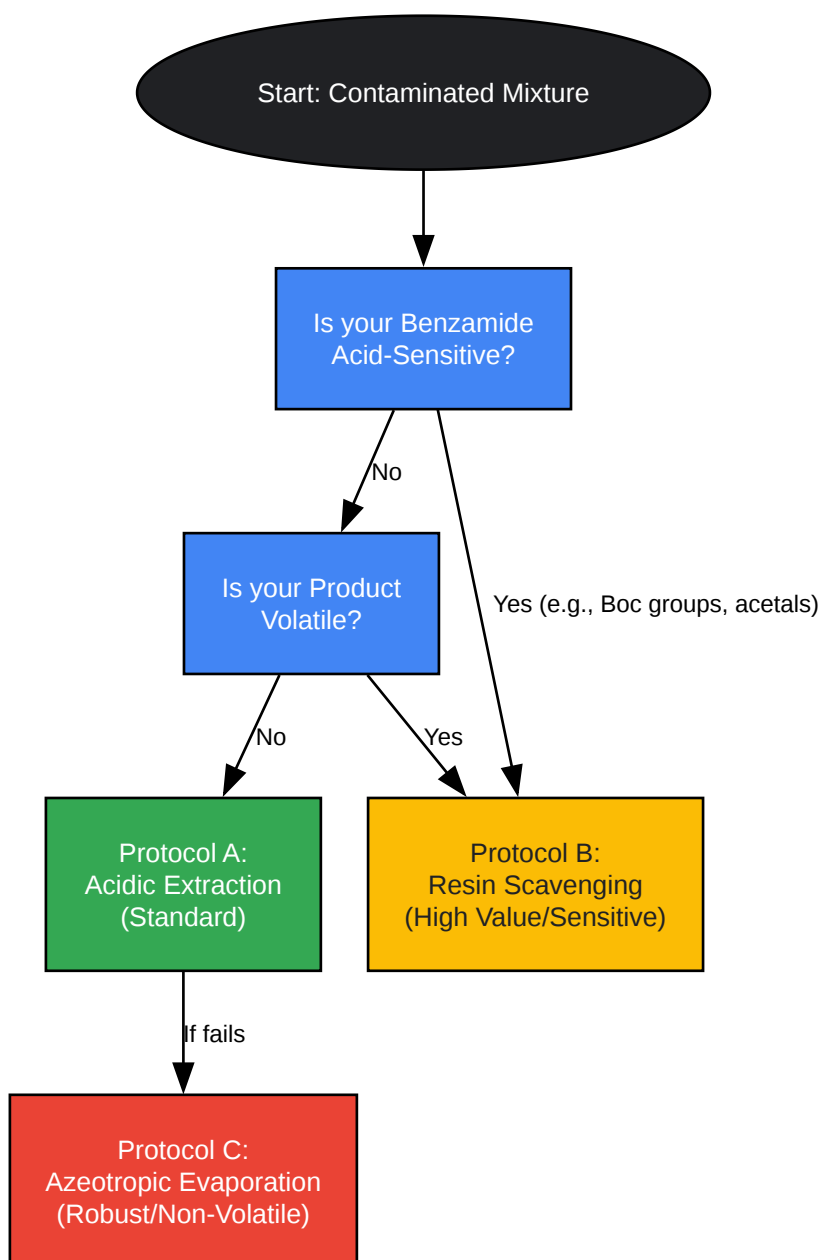 Start: Contaminated Mixture
Is your Benzamide
Acid-Sensitive?
No
Yes (e.g., Boc groups, acetals)
Is your Product
Volatile?
No
Yes
Protocol A:
Acidic Extraction
(Standard)
Protocol B:
Resin Scavenging
(High Value/Sensitive)
If fails
Protocol C:
Azeotropic Evaporation
(Robust/Non-Volatile)